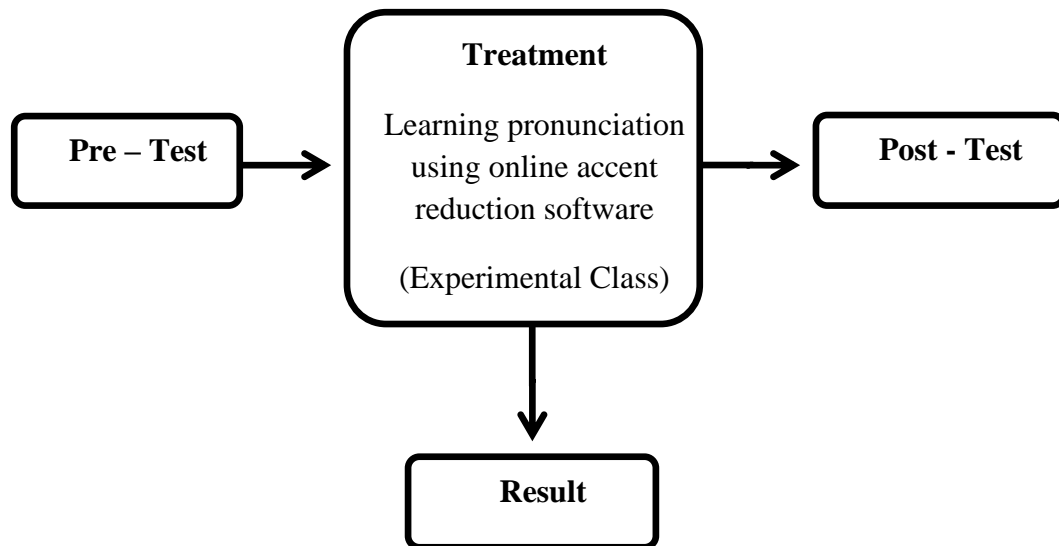 Pre – Test
Treatment
Learning pronunciation
using online accent
reduction software
(Experimental Class)
Post - Test
Result